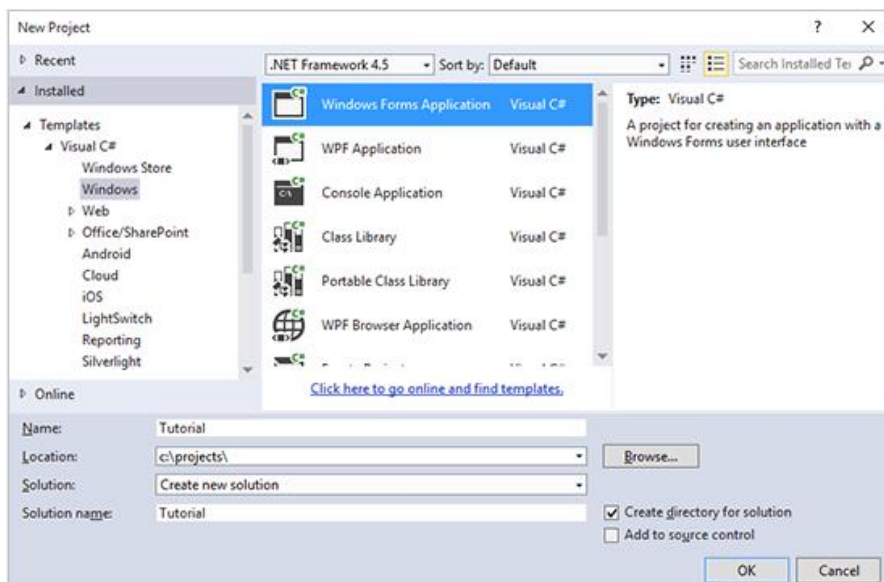 New Project
? ×
Recent
.NET Framework 4.5
Sort by: Default
Search Installed Te
Installed
Templates
Visual C#
Windows Store
Windows
Web
Office/SharePoint
Android
Cloud
iOS
LightSwitch
Reporting
Silverlight
Online
Windows Forms Application Visual C#
WPF Application Visual C#
Console Application Visual C#
Class Library Visual C#
Portable Class Library Visual C#
WPF Browser Application Visual C#
Click here to go online and find templates.
Type: Visual C#
A project for creating an application with a
Windows Forms user interface
Name: Tutorial
Location: c:\projects\
Browse...
Solution: Create new solution
Solution name: Tutorial
Create directory for solution
Add to source control
OK Cancel